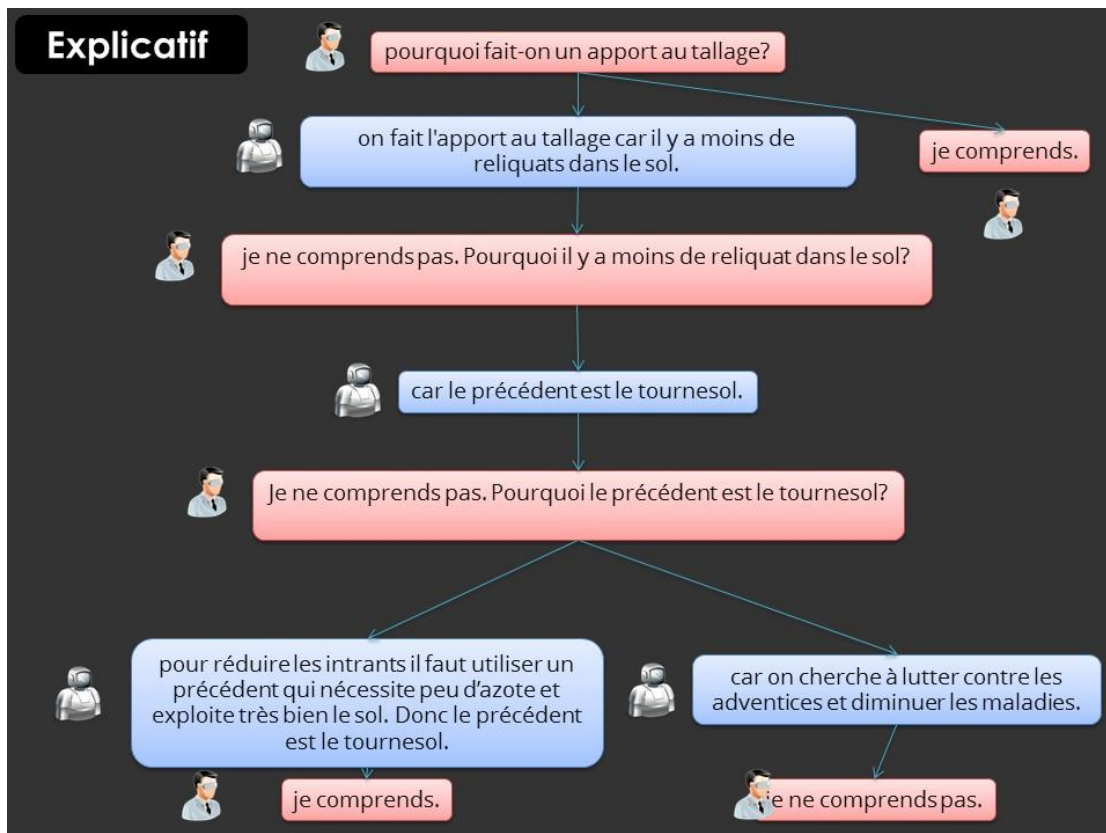 Explicatif
pourquoi fait-on un apport au tallage?
on fait l'apport au tallage car il y a moins de
reliquats dans le sol.
je comprends.
je ne comprends pas. Pourquoi il y a moins de reliquat dans le sol?
car le précédent est le tournesol.
Je ne comprends pas. Pourquoi le précédent est le tournesol?
pour réduire les intrants il faut utiliser un
précédent qui nécessite peu d'azote et
exploite très bien le sol. Donc le précédent
est le tournesol.
car on cherche à lutter contre les
adventices et diminuer les maladies.
je comprends.
je ne comprends pas.